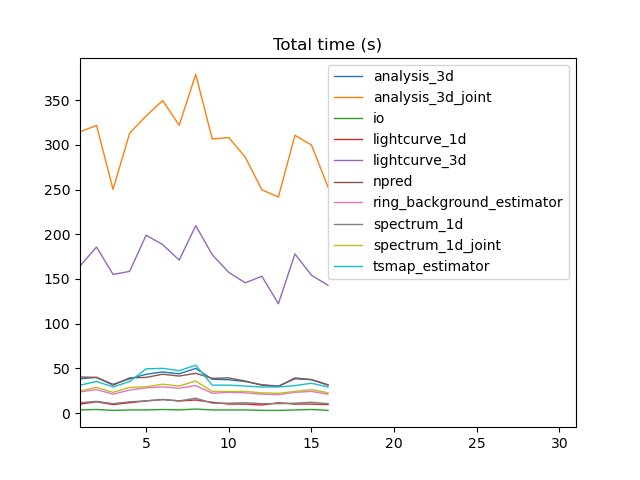 Total time (s)
350
300
250
200
150
100
50
0
analysis_3d
analysis_3d_joint
io
lightcurve_1d
lightcurve_3d
npred
ring_background_estimator
spectrum_1d
spectrum_1d_joint
tsmap_estimator
5 10 15 20 25 30